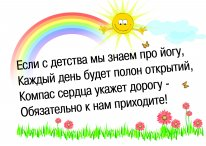 Если с детства мы знаем про йогу,
Каждый день будет полон открытий,
Компас сердца укажет дорогу -
Обязательно к нам приходите!